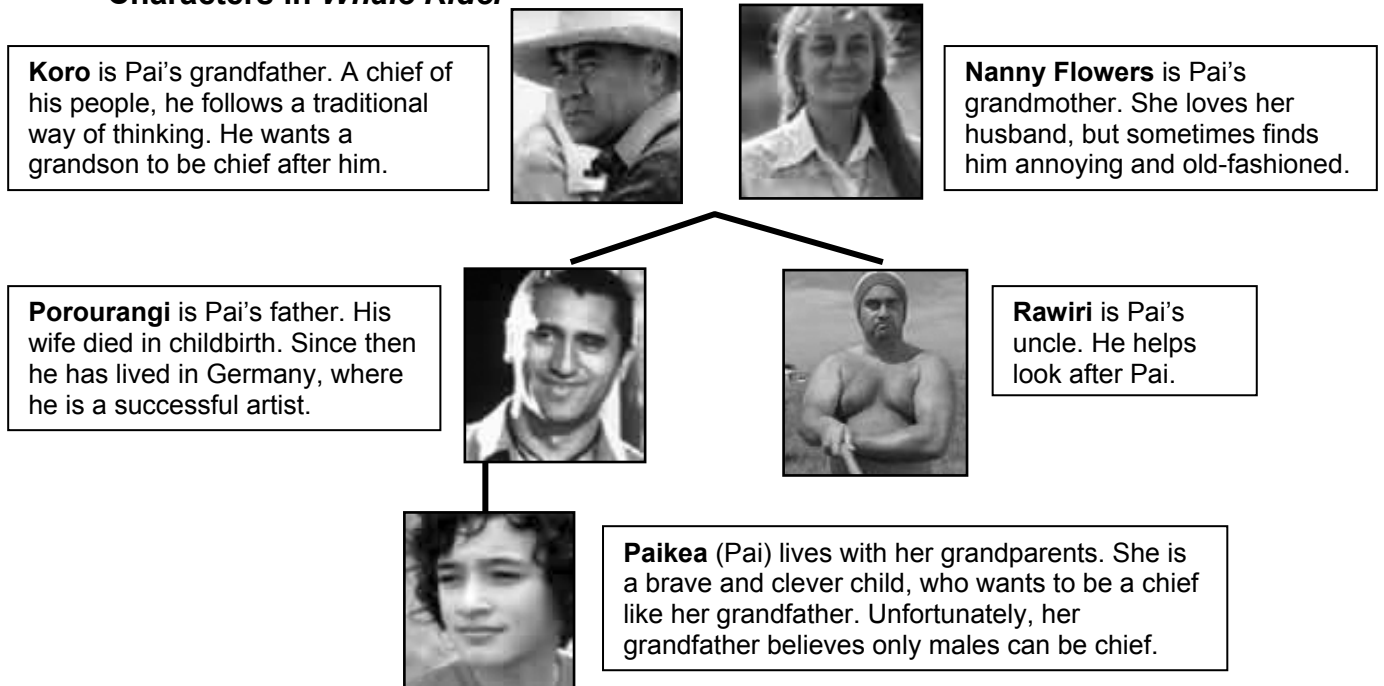 Characters in Whale Rider
Koro is Pai's grandfather. A chief of
his people, he follows a traditional
way of thinking. He wants a
grandson to be chief after him.
Nanny Flowers is Pai's
grandmother. She loves her
husband, but sometimes finds
him annoying and old-fashioned.
Porourangi is Pai's father. His
wife died in childbirth. Since then
he has lived in Germany, where
he is a successful artist.
Rawiri is Pai's
uncle. He helps
look after Pai.
Paikea (Pai) lives with her grandparents. She is
a brave and clever child, who wants to be a chief
like her grandfather. Unfortunately, her
grandfather believes only males can be chief.